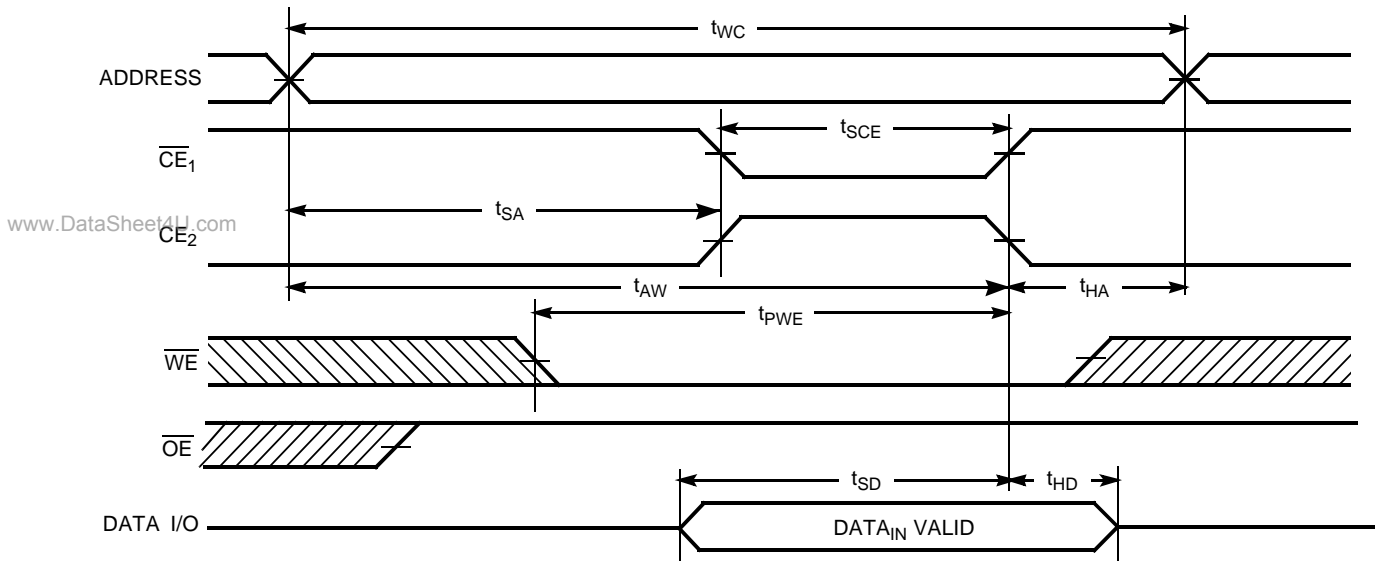 tWC
ADDRESS
tSCE
CE1
tSA
www.DataSheet4U.com
CE2
tAW
tHA
tPWE
WE
OE
tSD
tHD
DATA I/O
DATAIN VALID